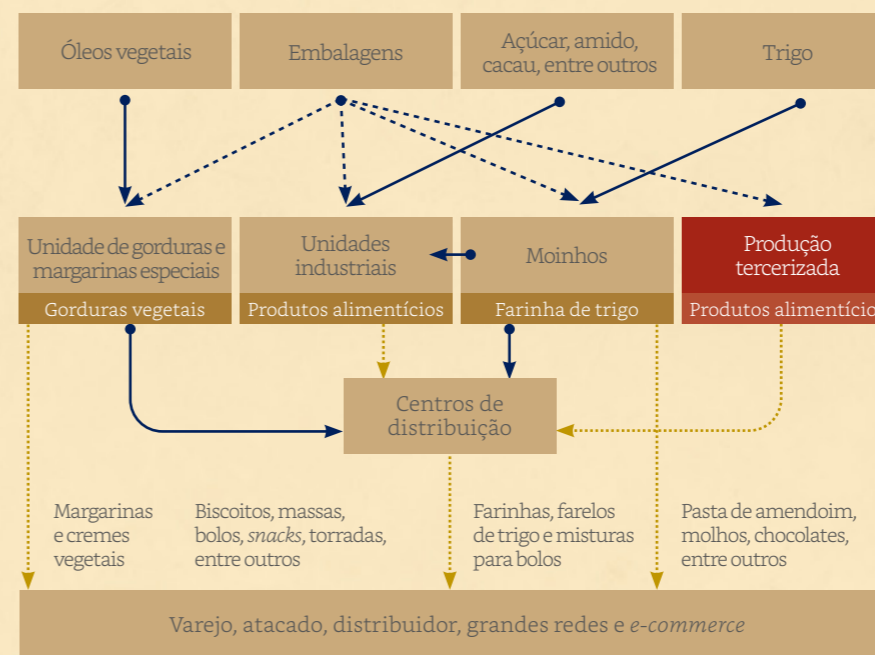 Óleos vegetais
Embalagens
Açúcar, amido,
cacau, entre outros
Trigo
Unidade de gorduras e
margarinas especiais
Gorduras vegetais
Unidades
industriais
Produtos alimentícios
Moinhos
Farinha de trigo
Produção
tercerizada
Produtos alimentício
Centros de
distribuição
Margarinas
e cremes
vegetais
Biscoitos, massas,
bolos, snacks, torradas,
entre outros
Farinhas, farelos
de trigo e misturas
para bolos
Pasta de amendoim,
molhos, chocolates,
entre outros
Varejo, atacado, distribuidor, grandes redes e e-commerce